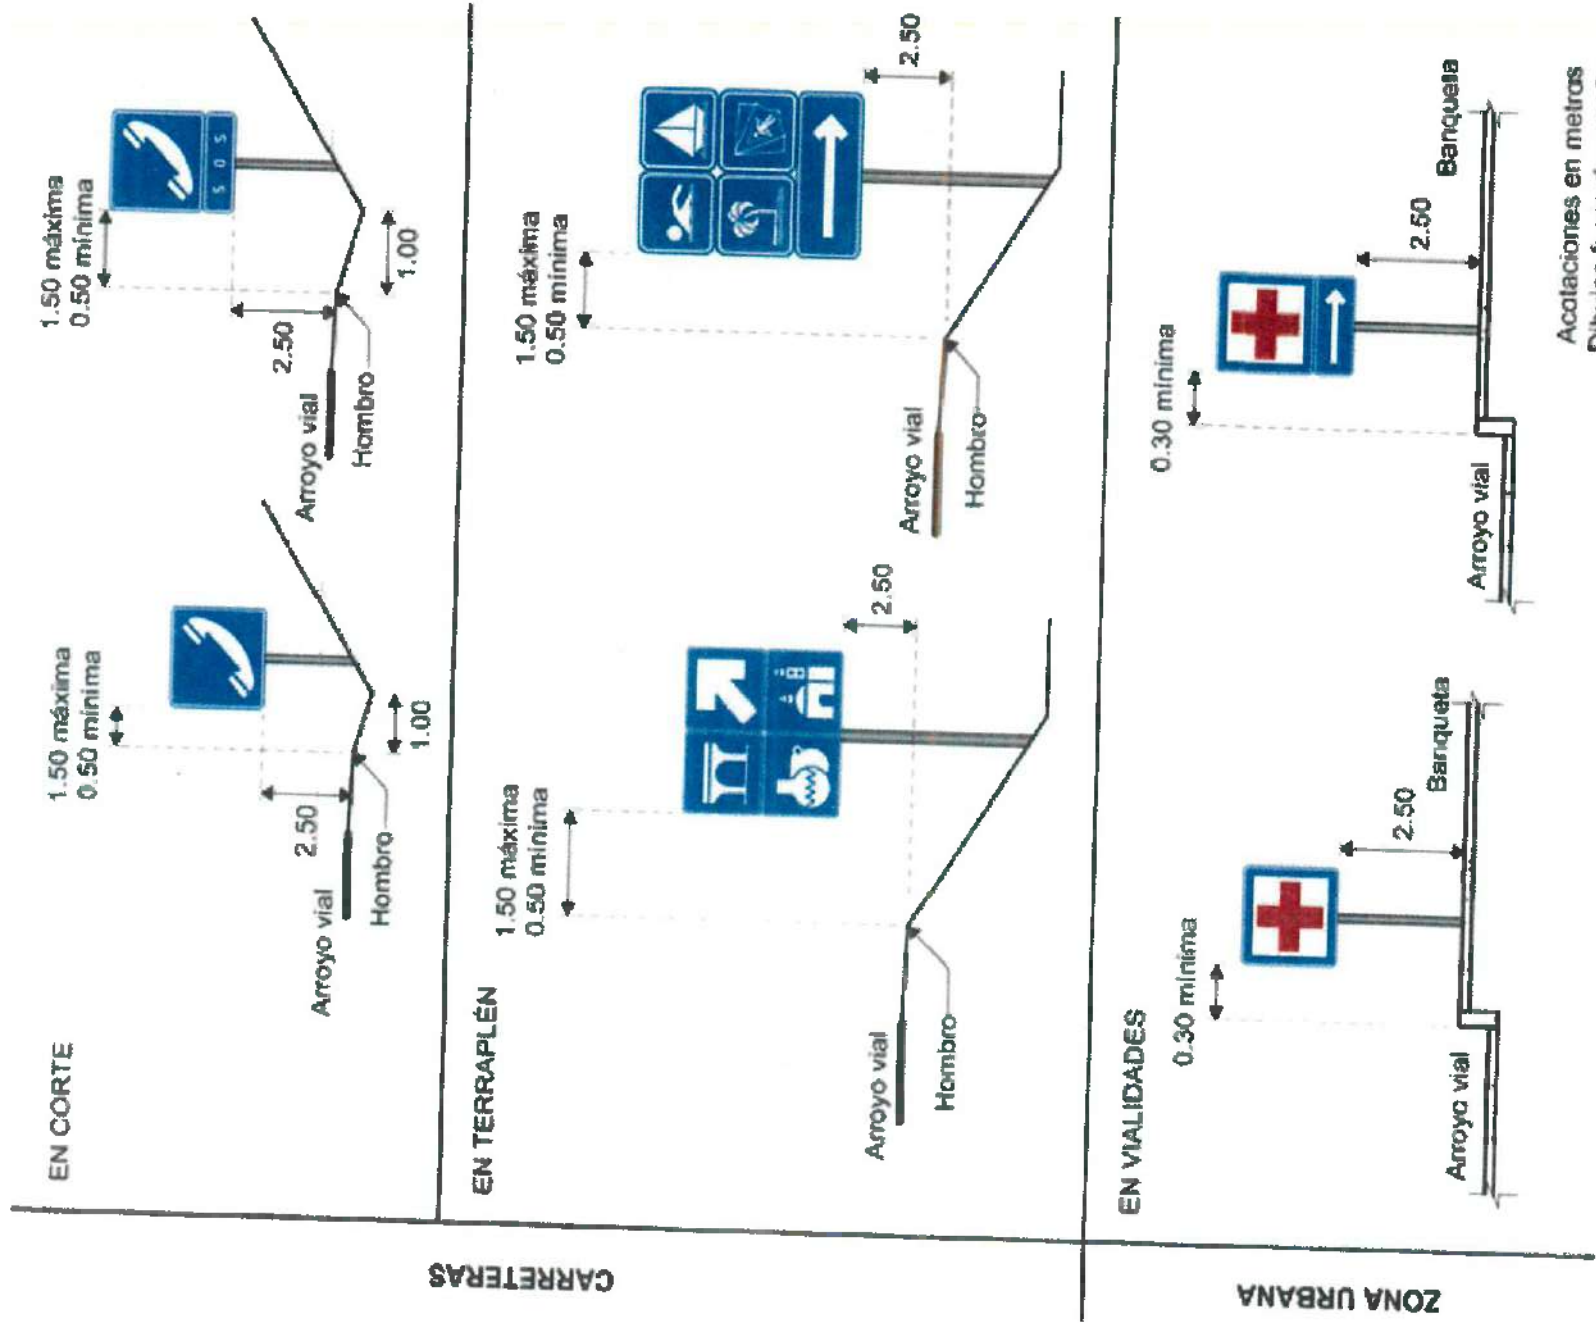 CARRETERAS
EN CORTE
1.50 máxima
0.50 mínima
2.50
Arroyo vial
Hombro
1.00
1.50 máxima
0.50 mínima
SOS
2.50
Arroyo vial
Hombro
1.00
EN TERRAPLÉN
1.50 máxima
0.50 mínima
2.50
Arroyo vial
Hombro
1.50 máxima
0.50 mínima
2.50
Arroyo vial
Hombro
ZONA URBANA
EN VIALIDADES
0.30 mínima
2.50
Banqueta
Arroyo vial
0.30 mínima
2.50
Banqueta
Arroyo vial
Acotaciones en metros